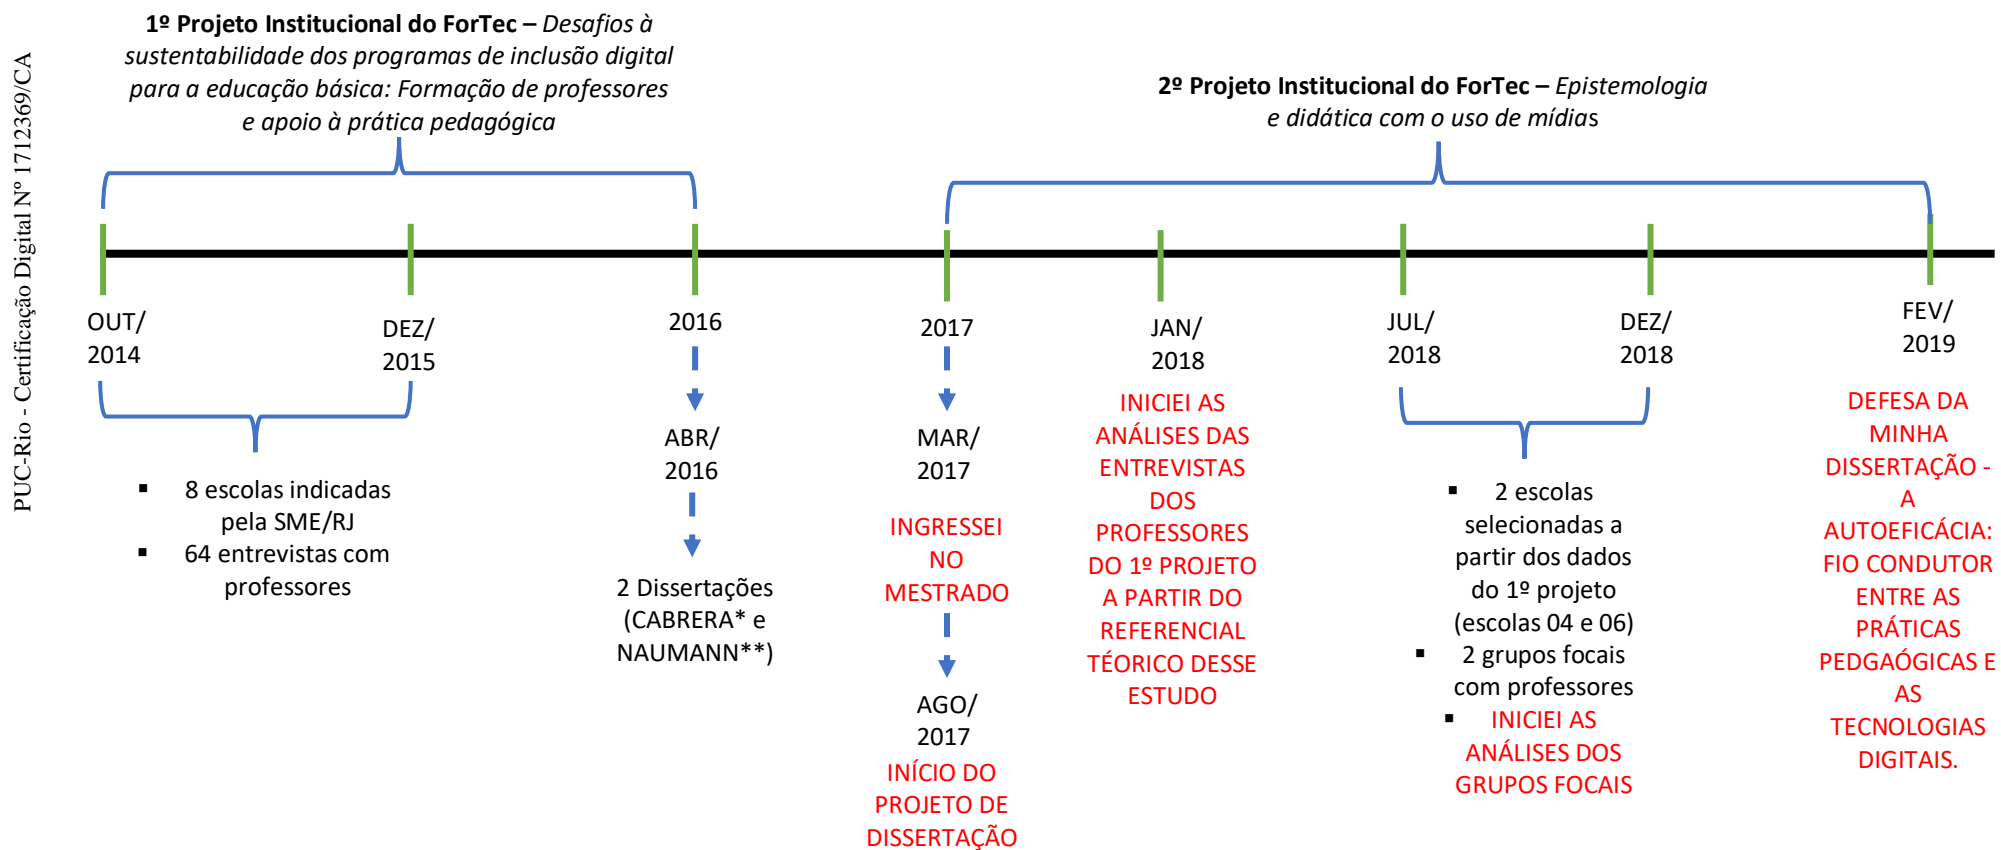 PUC-Rio - Certificação Digital Nº 1712369/CA
1º Projeto Institucional do ForTec – Desafios à
sustentabilidade dos programas de inclusão digital
para a educação básica: Formação de professores
e apoio à prática pedagógica
2º Projeto Institucional do ForTec – Epistemologia
e didática com o uso de mídias
OUT/
2014
DEZ/
2015
▪ 8 escolas indicadas
pela SME/RJ
▪ 64 entrevistas com
professores
2016
ABR/
2016
2 Dissertações
(CABRERA* e
NAUMANN**)
2017
MAR/
2017
INGRESSEI
NO
MESTRADO
AGO/
2017
INÍCIO DO
PROJETO DE
DISSERTAÇÃO
JAN/
2018
INICIEI AS
ANÁLISES DAS
ENTREVISTAS
DOS
PROFESSORES
DO 1º PROJETO
A PARTIR DO
REFERENCIAL
TÉORICO DESSE
ESTUDO
JUL/
2018
DEZ/
2018
▪ 2 escolas
selecionadas a
partir dos dados
do 1º projeto
(escolas 04 e 06)
▪ 2 grupos focais
com professores
▪ INICIEI AS
ANÁLISES DOS
GRUPOS FOCAIS
FEV/
2019
DEFESA DA
MINHA
DISSERTAÇÃO -
A
AUTOEFICÁCIA:
FIO CONDUTOR
ENTRE AS
PRÁTICAS
PEDGAÓGICAS E
AS
TECNOLOGIAS
DIGITAIS.